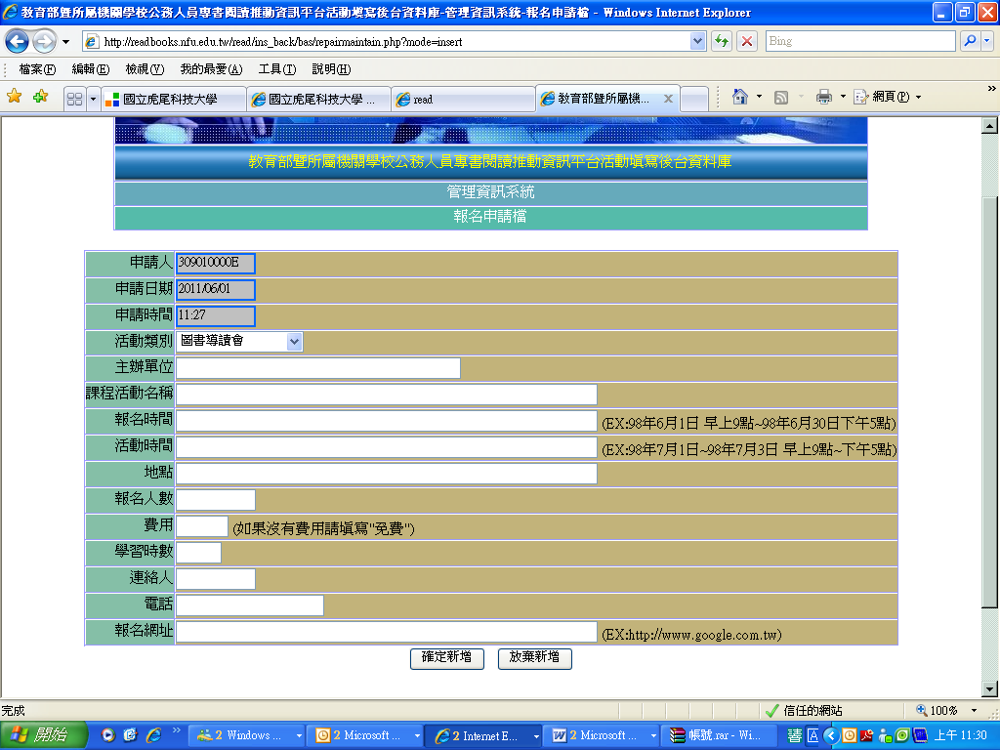 教育部暨所屬機關學校公務人員專書閱讀推動資訊平台活動填寫後台資料庫-管理資訊系統-報名申請檔 - Windows Internet Explorer
http://readbooks.nfu.edu.tw/read/ins_back/bas/repairmaintain.php?mode=insert
Bing
檔案(F) 編輯(E) 檢視(V) 我的最愛(A) 工具(T) 說明(H)
國立虎尾科技大學 國立虎尾科技大學 ... read 教育部暨所屬機... 網頁(P)
教育部暨所屬機關學校公務人員專書閱讀推動資訊平台活動填寫後台資料庫
管理資訊系統
報名申請檔
申請人 309010000E
申請日期 2011/06/01
申請時間 11:27
活動類別 圖書導讀會
主辦單位
課程活動名稱
報名時間 (EX:98年6月1日 早上9點~98年6月30日下午5點)
活動時間 (EX:98年7月1日~98年7月3日 早上9點~下午5點)
地點
報名人數
費用 (如果沒有費用請填寫"免費")
學習時數
連絡人
電話
報名網址 (EX:http://www.google.com.tw)
確定新增 放棄新增
完成 信任的網站 100%
開始 2 Windows ... 2 Microsoft ... 2 Internet E... 2 Microsoft ... 帳號.rar - Wi... 上午 11:30